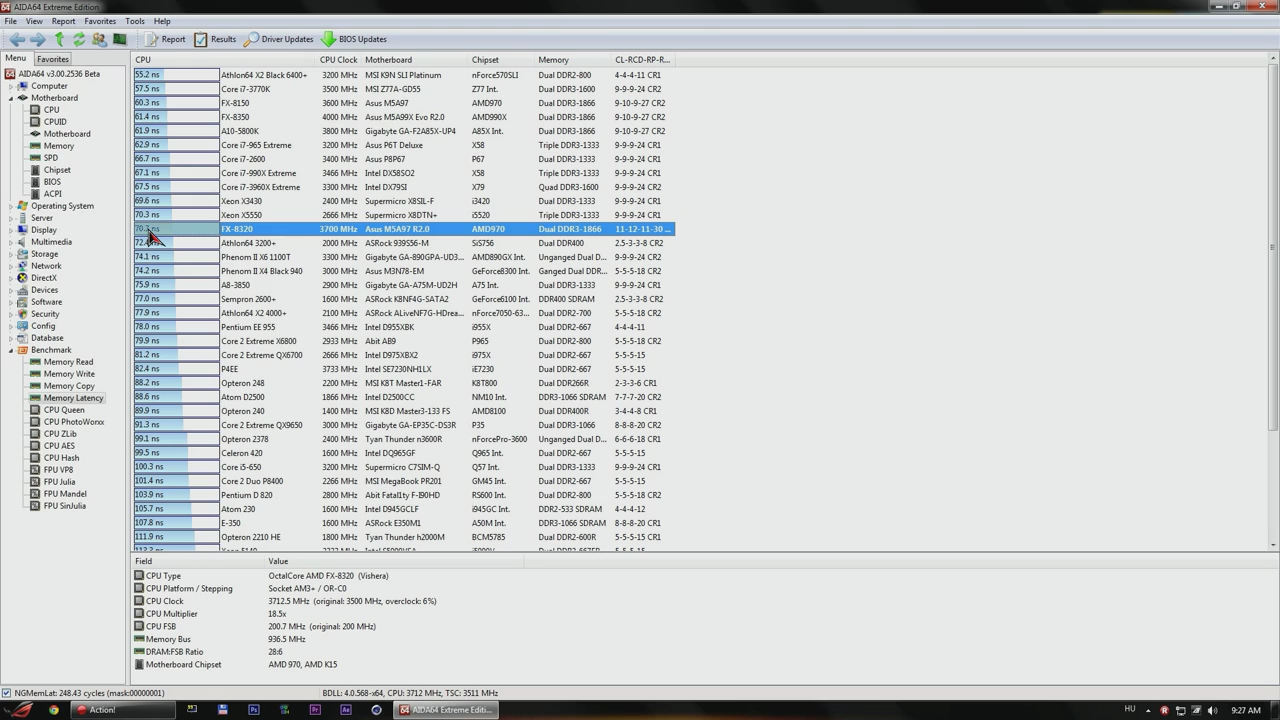 AIDA64 Extreme Edition
File View Report Favorites Tools Help
Report Results Driver Updates BIOS Updates
Menu Favorites
AIDA64 v3.00.2536 Beta
Computer
Motherboard
CPU
CPUID
Motherboard
Memory
SPD
Chipset
BIOS
ACPI
Operating System
Server
Display
Multimedia
Storage
Network
DirectX
Devices
Software
Security
Config
Database
Benchmark
Memory Read
Memory Write
Memory Copy
Memory Latency
CPU Queen
CPU PhotoWorxx
CPU ZLib
CPU AES
CPU Hash
FPU VP8
FPU Julia
FPU Mandel
FPU SinJulia
CPU CPU Clock Motherboard Chipset Memory CL-RCD-RP-R...
55.2 ns Athlon64 X2 Black 6400+ 3200 MHz MSI K9N SLI Platinum nForce570SLI Dual DDR2-800 4-4-4-11 CR1
57.5 ns Core i7-3770K 3500 MHz MSI Z77A-GD55 Z77 Int. Dual DDR3-1600 9-9-9-24 CR2
60.3 ns FX-8150 3600 MHz Asus M5A97 AMD970 Dual DDR3-1866 9-10-9-27 CR2
61.4 ns FX-8350 4000 MHz Asus M5A99X Evo R2.0 AMD990X Dual DDR3-1866 9-10-9-27 CR2
61.9 ns A10-5800K 3800 MHz Gigabyte GA-F2A85X-UP4 A85X Int. Dual DDR3-1866 9-10-9-27 CR2
62.9 ns Core i7-965 Extreme 3200 MHz Asus P6T Deluxe X58 Triple DDR3-1333 9-9-9-24 CR1
66.7 ns Core i7-2600 3400 MHz Asus P8P67 P67 Dual DDR3-1333 9-9-9-24 CR1
67.1 ns Core i7-990X Extreme 3466 MHz Intel DX58SO2 X58 Triple DDR3-1333 9-9-9-24 CR1
67.5 ns Core i7-3960X Extreme 3300 MHz Intel DX79SI X79 Quad DDR3-1600 9-9-9-24 CR2
69.6 ns Xeon X3430 2400 MHz Supermicro X8SIL-F i3420 Dual DDR3-1333 9-9-9-24 CR1
70.3 ns Xeon X5550 2666 MHz Supermicro X8DTN+ i5520 Triple DDR3-1333 9-9-9-24 CR1
FX-8320 3700 MHz Asus M5A97 R2.0 AMD970 Dual DDR3-1866 11-12-11-30 ...
Athlon64 3200+ 2000 MHz ASRock 939S56-M SiS756 Dual DDR400 2.5-3-3-8 CR2
74.1 ns Phenom II X6 1100T 3300 MHz Gigabyte GA-890GPA-UD3... AMD890GX Int. Unganged Dual D... 9-9-9-24 CR1
74.2 ns Phenom II X4 Black 940 3000 MHz Asus M3N78-EM GeForce8300 Int. Ganged Dual DDR... 5-5-5-18 CR2
75.9 ns A8-3850 2900 MHz Gigabyte GA-A75M-UD2H A75 Int. Dual DDR3-1333 9-9-9-24 CR1
77.0 ns Sempron 2600+ 1600 MHz ASRock K8NF4G-SATA2 GeForce6100 Int. DDR400 SDRAM 2.5-3-3-8 CR2
77.9 ns Athlon64 X2 4000+ 2100 MHz ASRock ALiveNF7G-HDrea... nForce7050-63... Dual DDR2-700 5-5-5-18 CR2
78.0 ns Pentium EE 955 3466 MHz Intel D955XBK i955X Dual DDR2-667 4-4-4-11
79.9 ns Core 2 Extreme X6800 2933 MHz Abit AB9 P965 Dual DDR2-800 5-5-5-18 CR2
81.2 ns Core 2 Extreme QX6700 2666 MHz Intel D975XBX2 i975X Dual DDR2-667 5-5-5-15
82.4 ns P4EE 3733 MHz Intel SE7230NH1LX iE7230 Dual DDR2-667 5-5-5-15
88.2 ns Opteron 248 2200 MHz MSI K8T Master1-FAR K8T800 Dual DDR266R 2-3-3-6 CR1
88.6 ns Atom D2500 1866 MHz Intel D2500CC NM10 Int. DDR3-1066 SDRAM 7-7-7-20 CR2
89.9 ns Opteron 240 1400 MHz MSI K8D Master3-133 FS AMD8100 Dual DDR400R 3-4-4-8 CR1
91.3 ns Core 2 Extreme QX9650 3000 MHz Gigabyte GA-EP35C-DS3R P35 Dual DDR3-1066 8-8-8-20 CR2
99.1 ns Opteron 2378 2400 MHz Tyan Thunder n3600R nForcePro-3600 Unganged Dual D... 6-6-6-18 CR1
99.5 ns Celeron 420 1600 MHz Intel DQ965GF Q965 Int. Dual DDR2-667 5-5-5-15
100.3 ns Core i5-650 3200 MHz Supermicro C7SIM-Q Q57 Int. Dual DDR3-1333 9-9-9-24 CR1
101.4 ns Core 2 Duo P8400 2266 MHz MSI MegaBook PR201 GM45 Int. Dual DDR2-667 5-5-5-15
103.9 ns Pentium D 820 2800 MHz Abit Fatal1ty F-I90HD RS600 Int. Dual DDR2-800 5-5-5-18 CR2
105.7 ns Atom 230 1600 MHz Intel D945GCLF i945GC Int. DDR2-533 SDRAM 4-4-4-12
107.8 ns E-350 1600 MHz ASRock E350M1 A50M Int. DDR3-1066 SDRAM 8-8-8-20 CR1
111.9 ns Opteron 2210 HE 1800 MHz Tyan Thunder h2000M BCM5785 Dual DDR2-600R 5-5-5-15 CR1
Field Value
CPU Type OctalCore AMD FX-8320 (Vishera)
CPU Platform / Stepping Socket AM3+ / OR-C0
CPU Clock 3712.5 MHz (original: 3500 MHz, overclock: 6%)
CPU Multiplier 18.5x
CPU FSB 200.7 MHz (original: 200 MHz)
Memory Bus 936.5 MHz
DRAM:FSB Ratio 28:6
Motherboard Chipset AMD 970, AMD K15
NGMemLat: 248.43 cycles (mask:00000001) BDLL: 4.0.568-x64, CPU: 3712 MHz, TSC: 3511 MHz
Action! Ps Pr Ae AIDA64 Extreme Editi... HU 9:27 AM